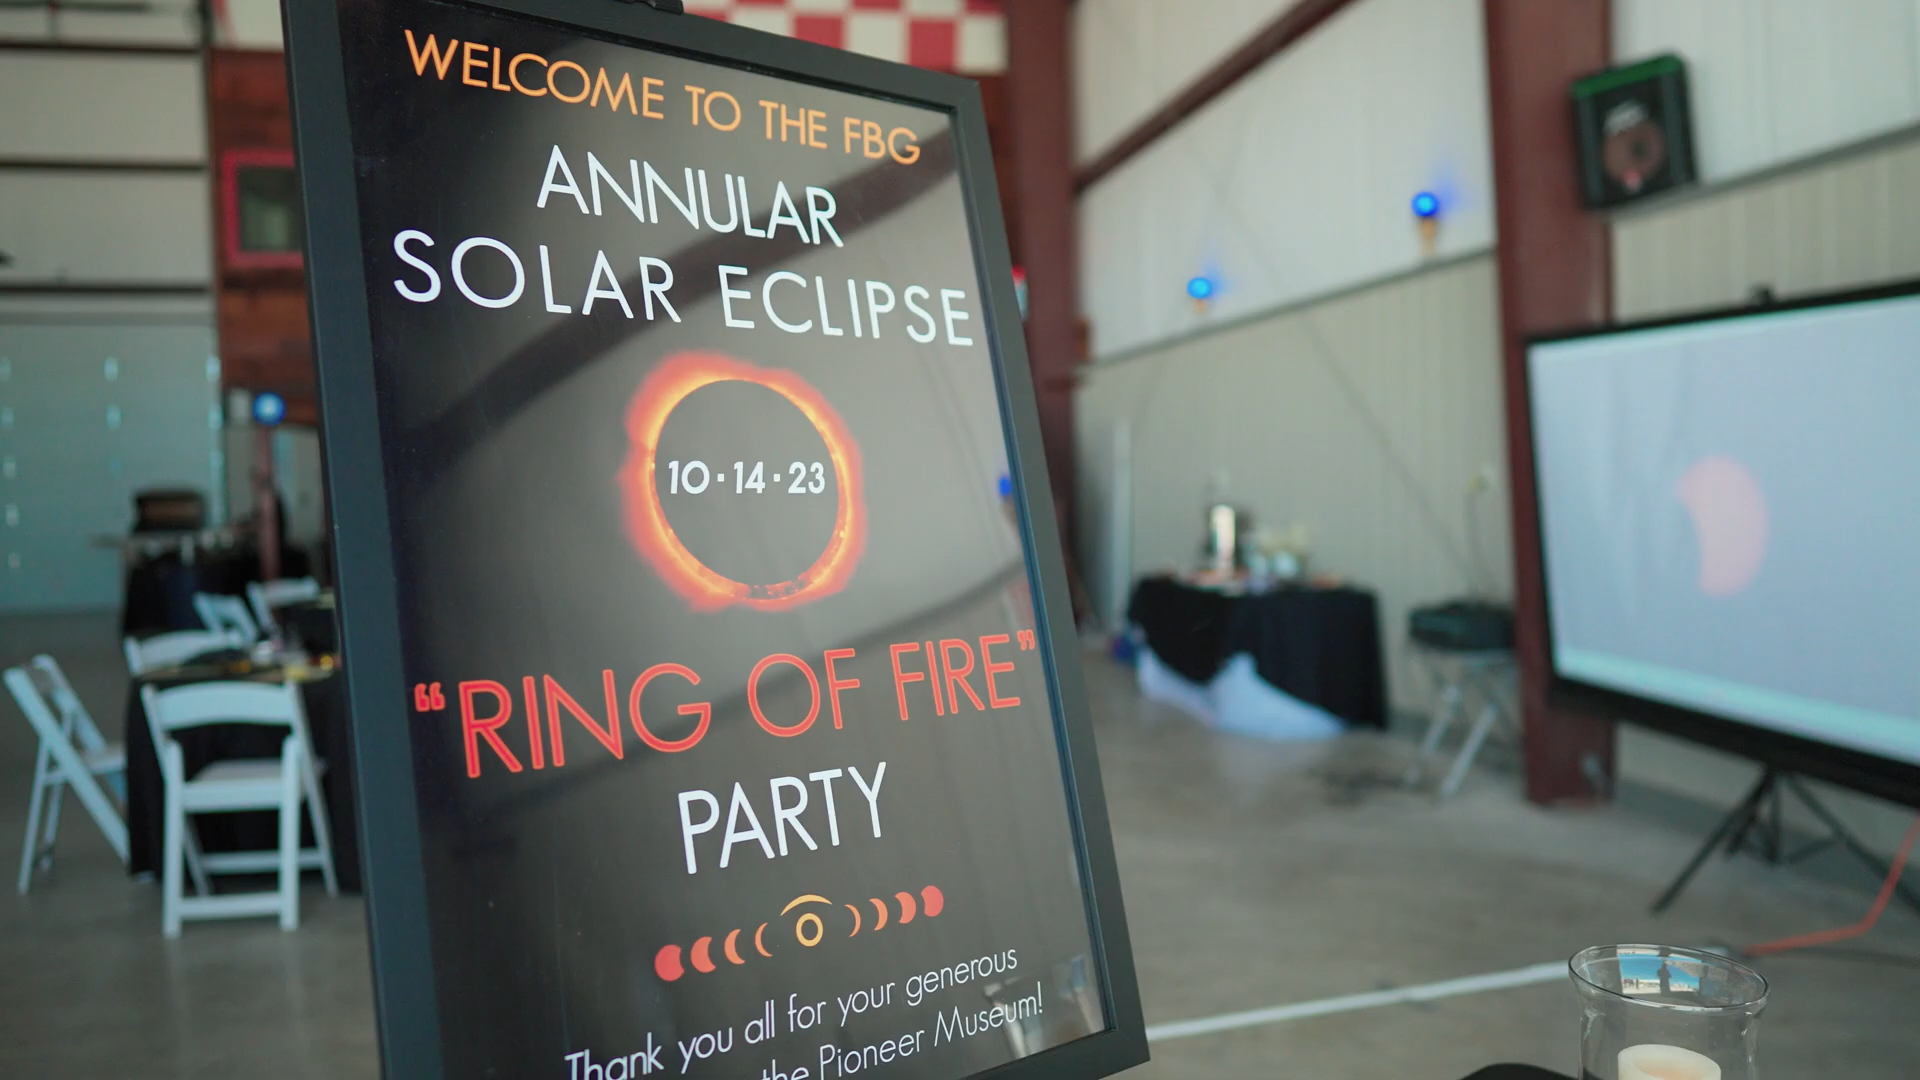 WELCOME TO THE FBG
ANNULAR
SOLAR ECLIPSE
10·14·23
“RING OF FIRE”
PARTY
Thank you all for your generous
the Pioneer Museum!